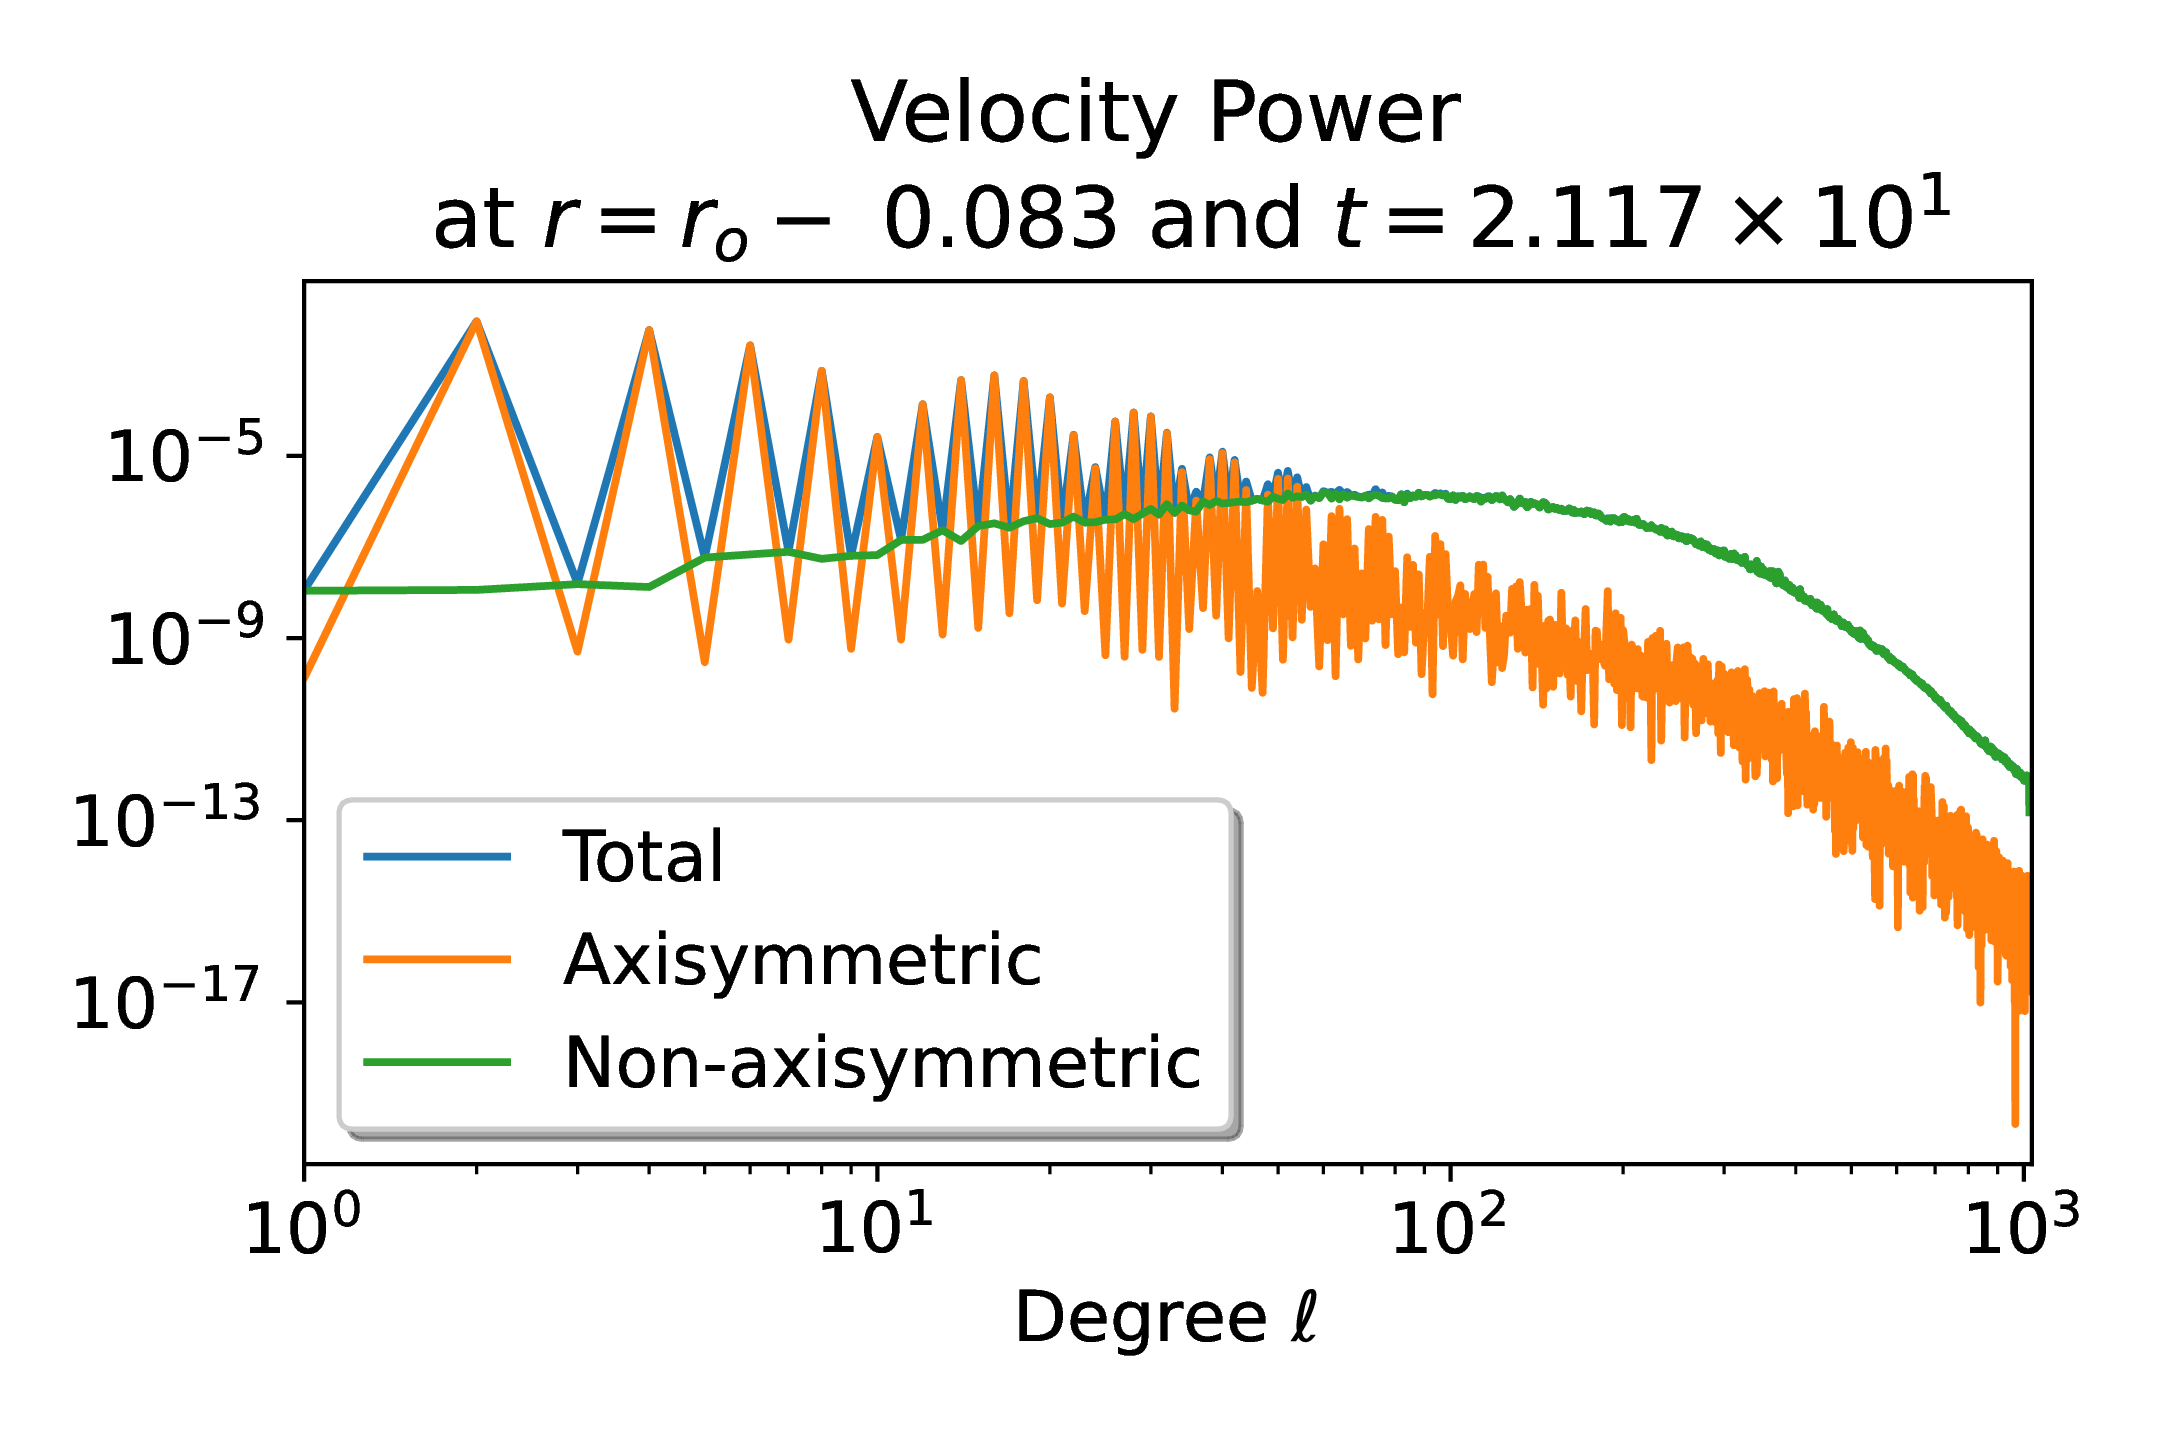 Velocity Power
at r = r_o − 0.083 and t = 2.117 × 10^1
10^−5
10^−9
10^−13
10^−17
Total
Axisymmetric
Non-axisymmetric
10^0 10^1 10^2 10^3
Degree ℓ